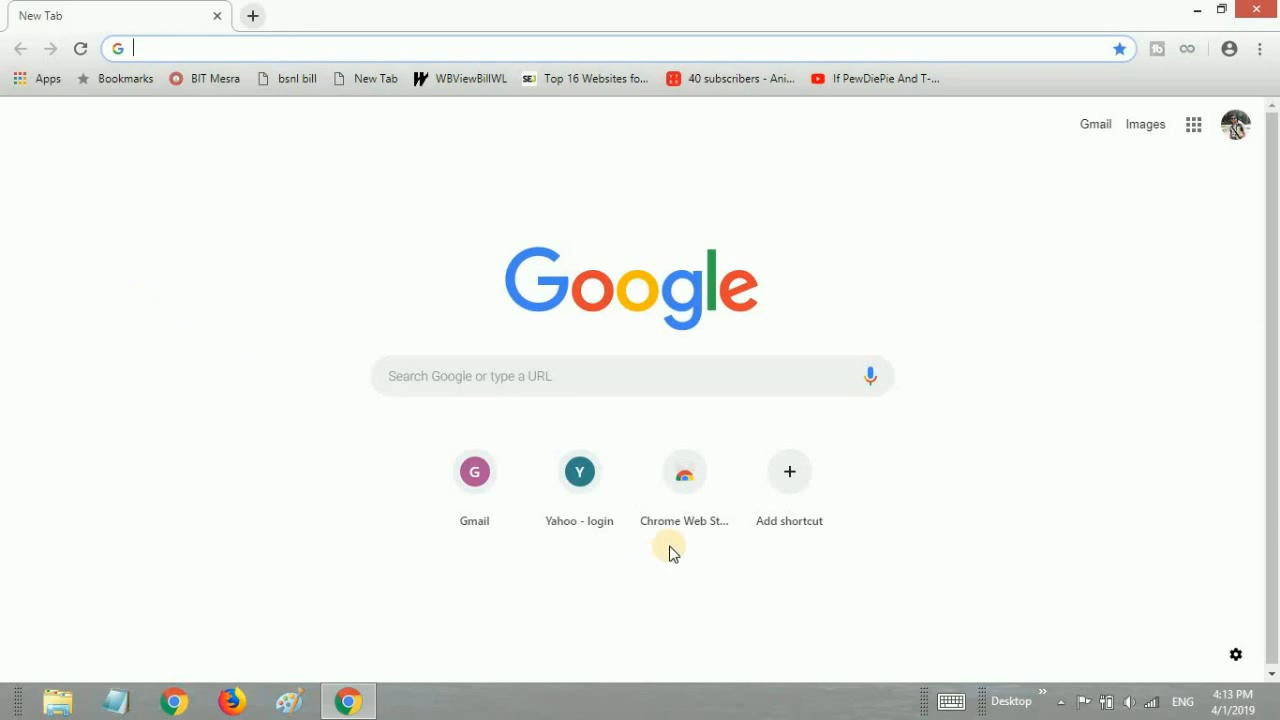 New Tab
Apps Bookmarks BIT Mesra bsnl bill New Tab WBViewBillWL SEJ Top 16 Websites fo... 40 subscribers - Ani... If PewDiePie And T-...
Gmail Images
Google
Search Google or type a URL
G Y
Gmail Yahoo - login Chrome Web St... Add shortcut
Desktop ENG 4:13 PM
4/1/2019